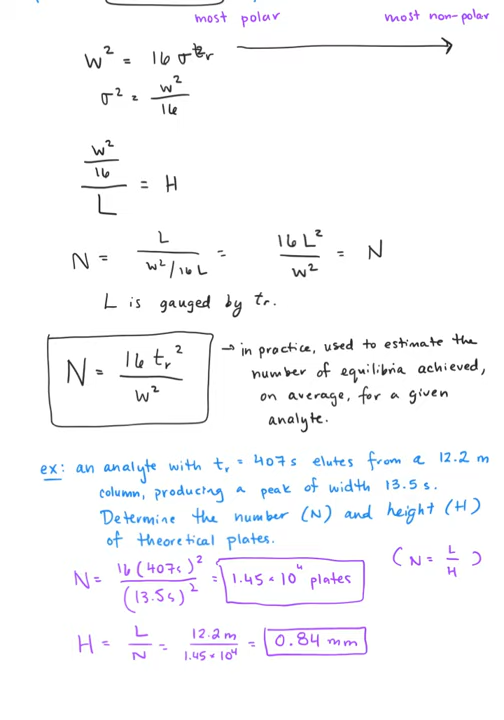 most polar most non-polar
w² = 16 σ² tr
σ² = w²/16
(w²/16)/L = H
N = L/(w²/16L) = 16L²/w² = N
L is gauged by tr.
N = 16 tr²/w²
→ in practice, used to estimate the
number of equilibria achieved,
on average, for a given
analyte.
ex: an analyte with tr = 407s elutes from a 12.2 m
column, producing a peak of width 13.5 s.
Determine the number (N) and height (H)
of theoretical plates.
(N = L/H)
N = 16(407s)²/(13.5s)² = 1.45 × 10⁴ plates
H = L/N = 12.2 m/1.45 × 10⁴ = 0.84 mm